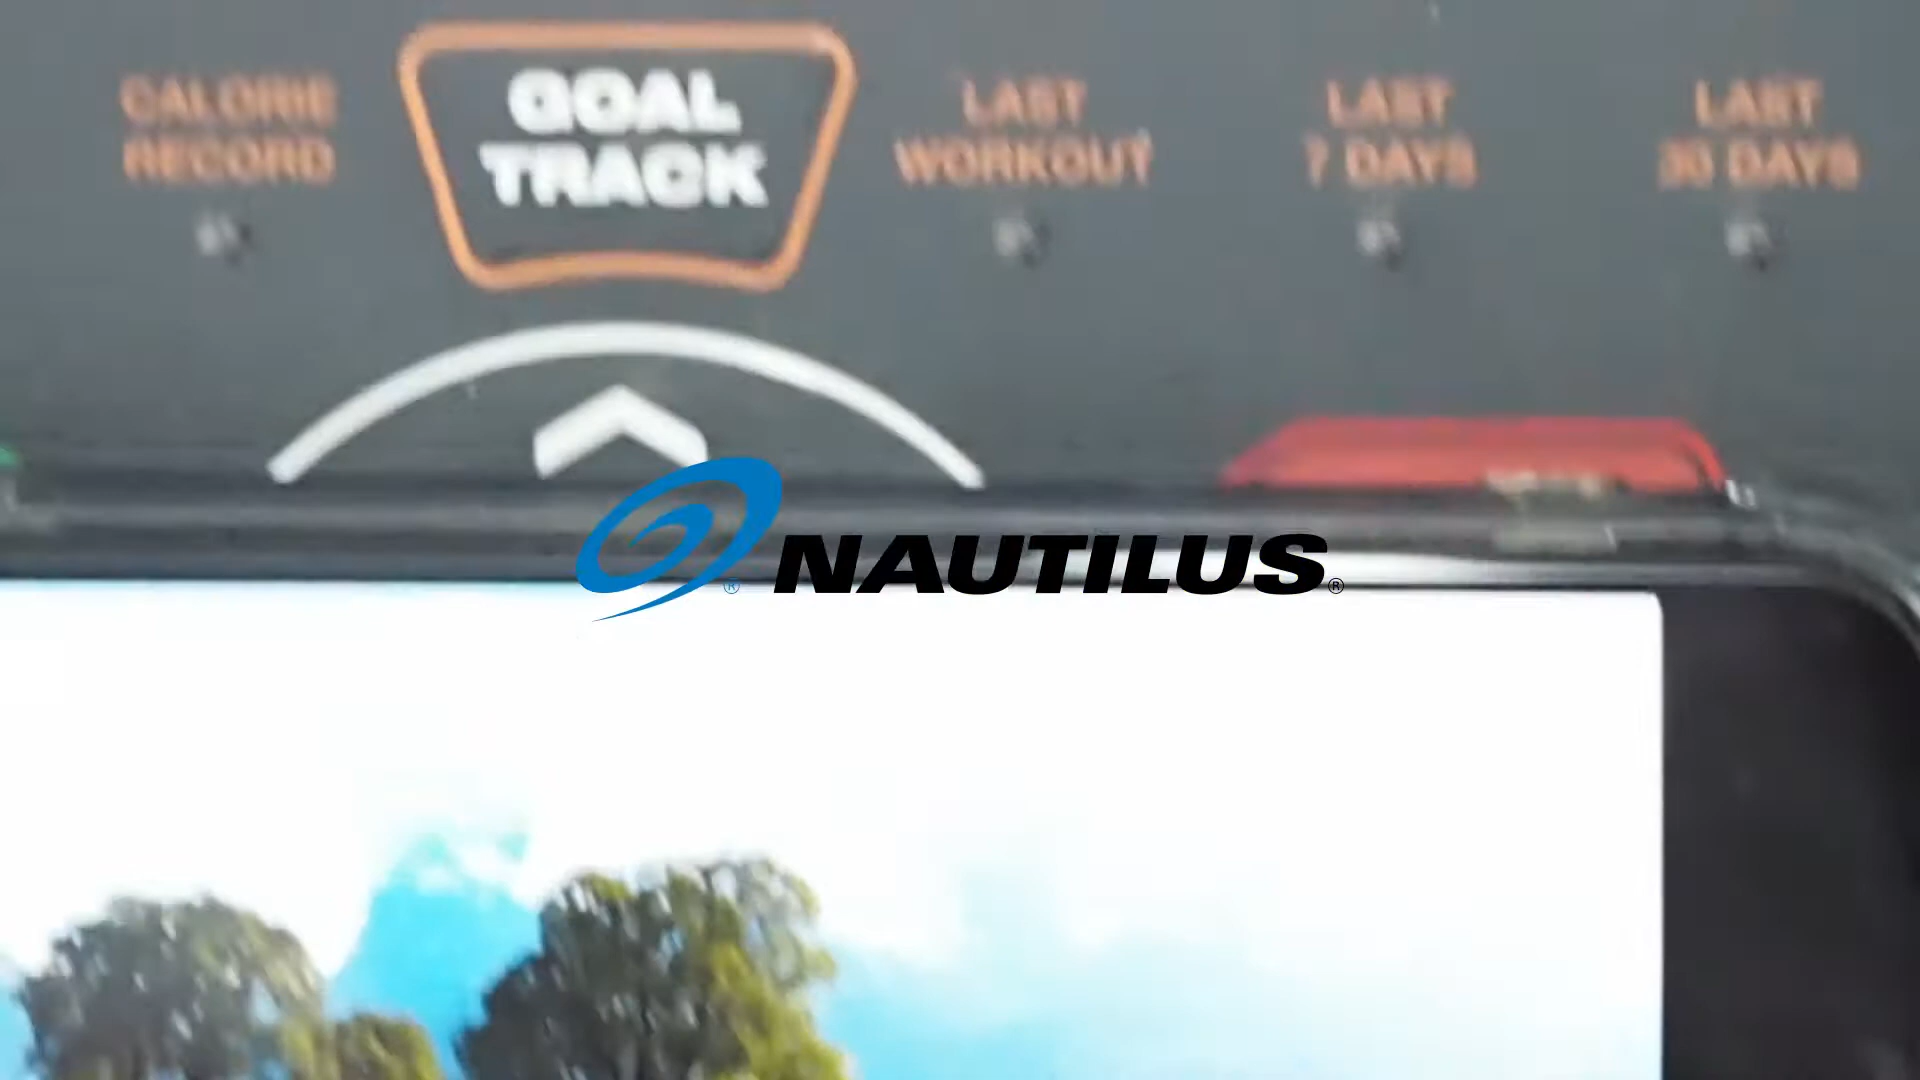 CALORIE
RECORD
GOAL
TRACK
LAST
WORKOUT
LAST
7 DAYS
LAST
30 DAYS
® NAUTILUS®